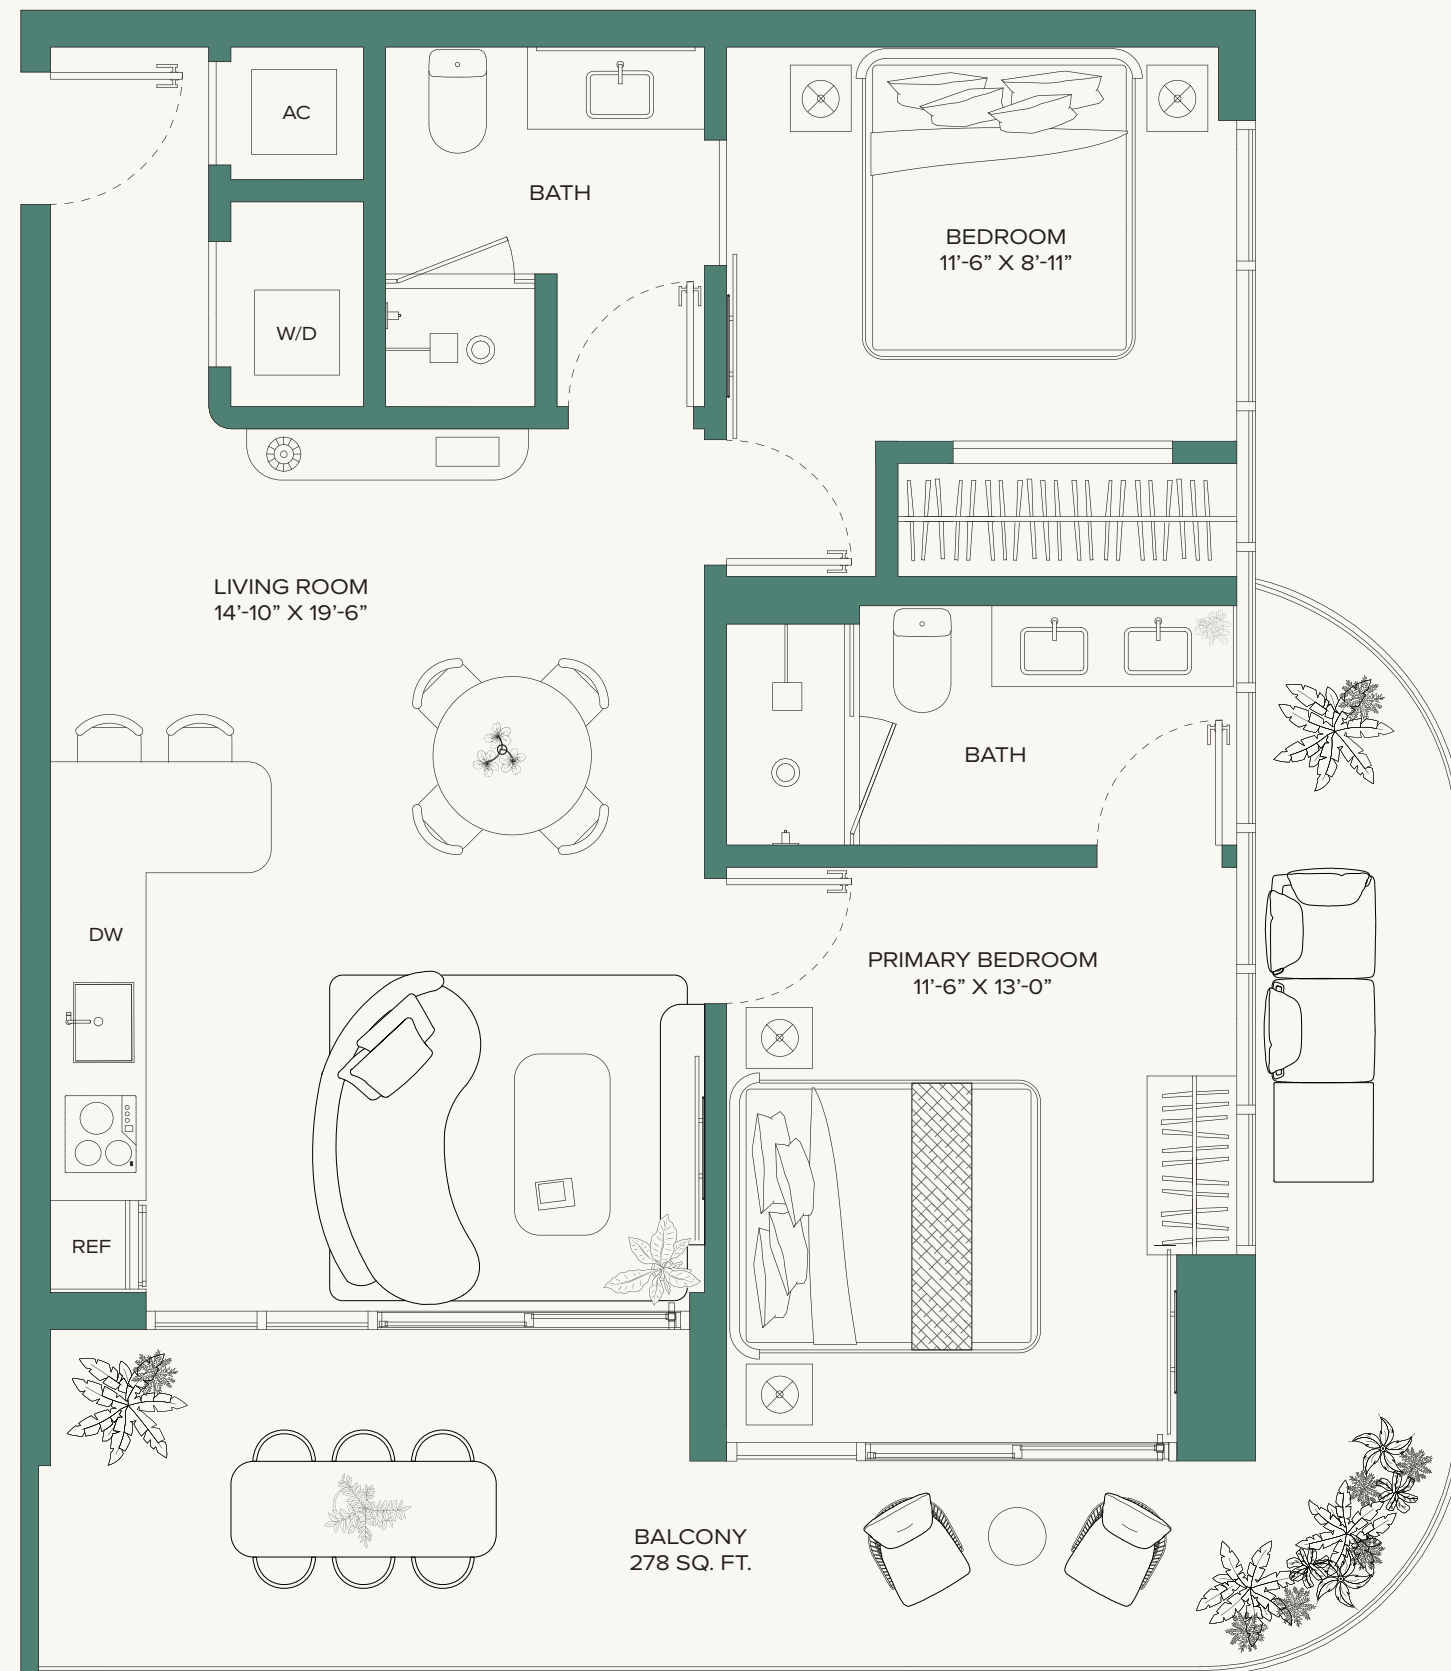 AC
BATH
BEDROOM
11’-6” X 8’-11”
W/D
LIVING ROOM
14’-10” X 19’-6”
BATH
DW
PRIMARY BEDROOM
11’-6” X 13’-0”
REF
BALCONY
278 SQ. FT.